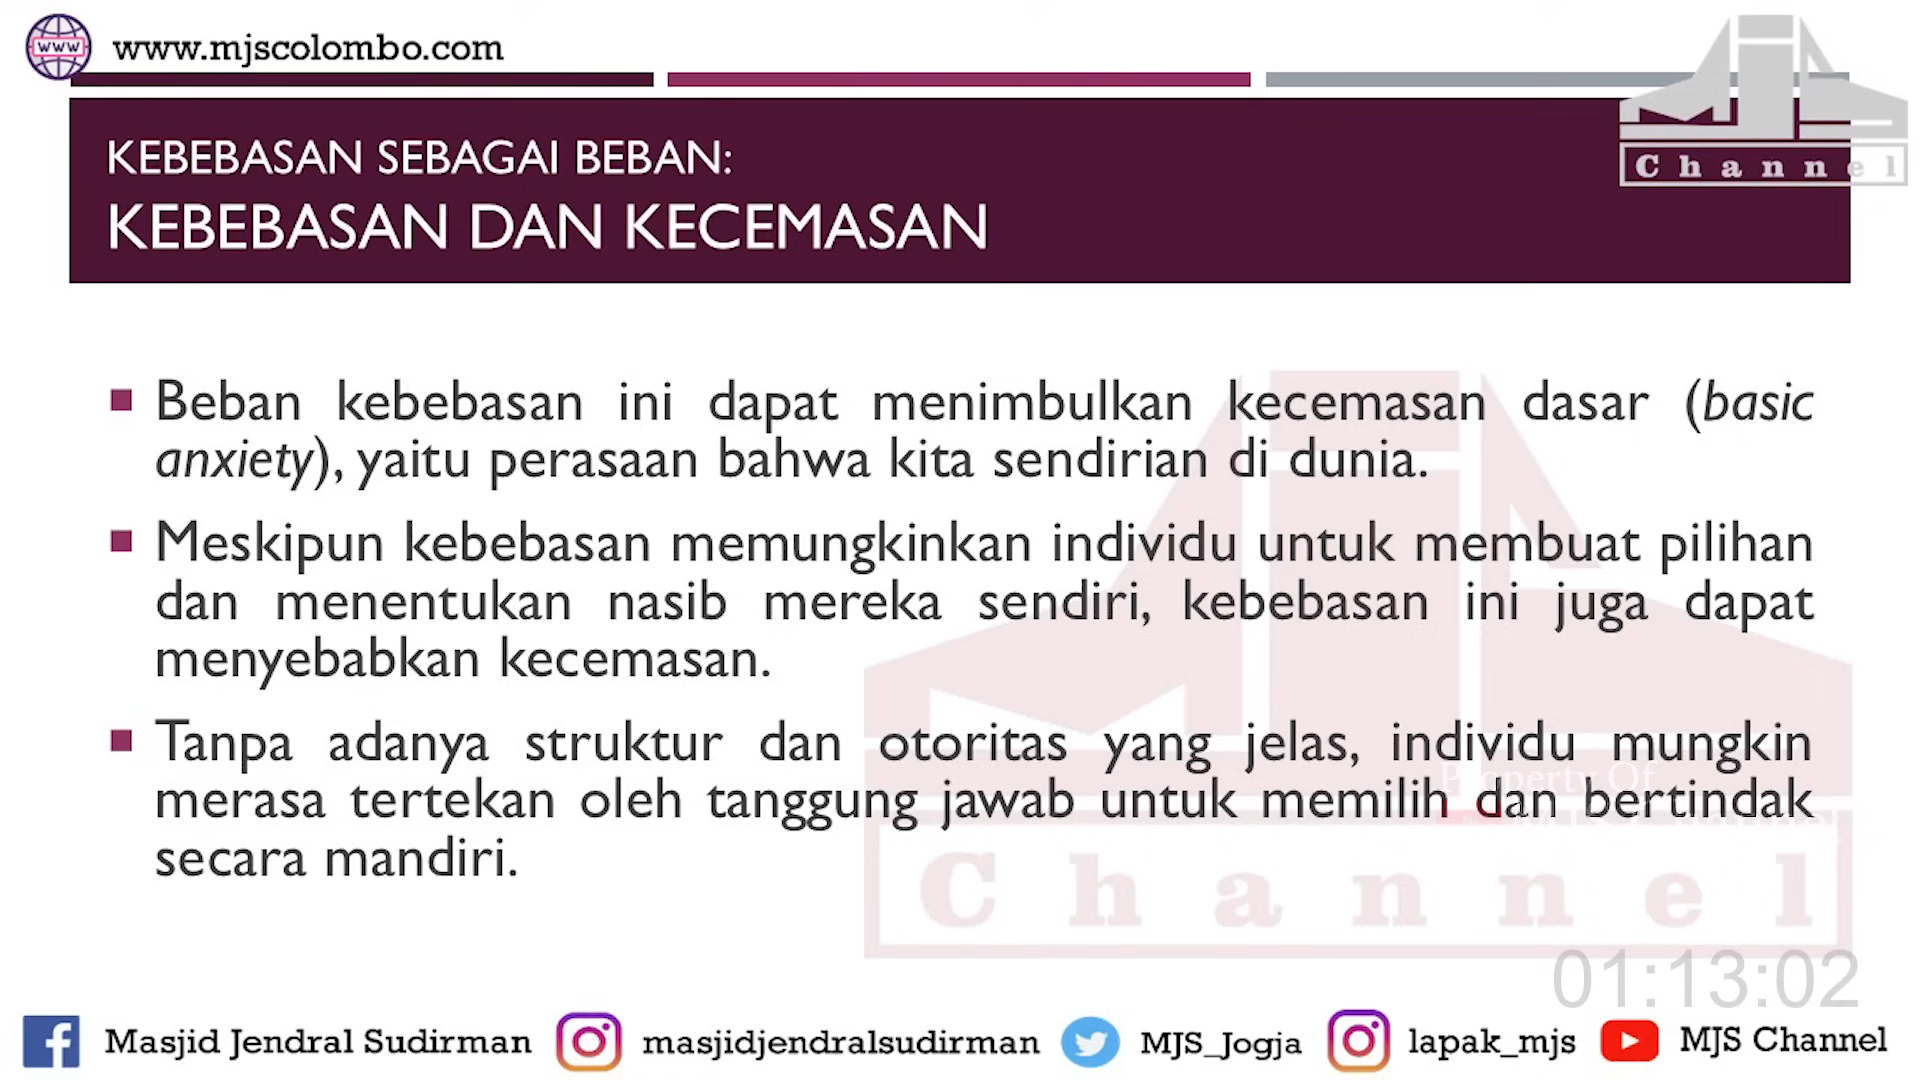 www.mjscolombo.com
Channel
KEBEBASAN SEBAGAI BEBAN:
KEBEBASAN DAN KECEMASAN
Beban kebebasan ini dapat menimbulkan kecemasan dasar (basic
anxiety), yaitu perasaan bahwa kita sendirian di dunia.
Meskipun kebebasan memungkinkan individu untuk membuat pilihan
dan menentukan nasib mereka sendiri, kebebasan ini juga dapat
menyebabkan kecemasan.
Tanpa adanya struktur dan otoritas yang jelas, individu mungkin
Property Of
merasa tertekan oleh tanggung jawab untuk memilih dan bertindak
secara mandiri.
Channel
01:13:02
Masjid Jendral Sudirman masjidjendralsudirman MJS_Jogja lapak_mjs MJS Channel